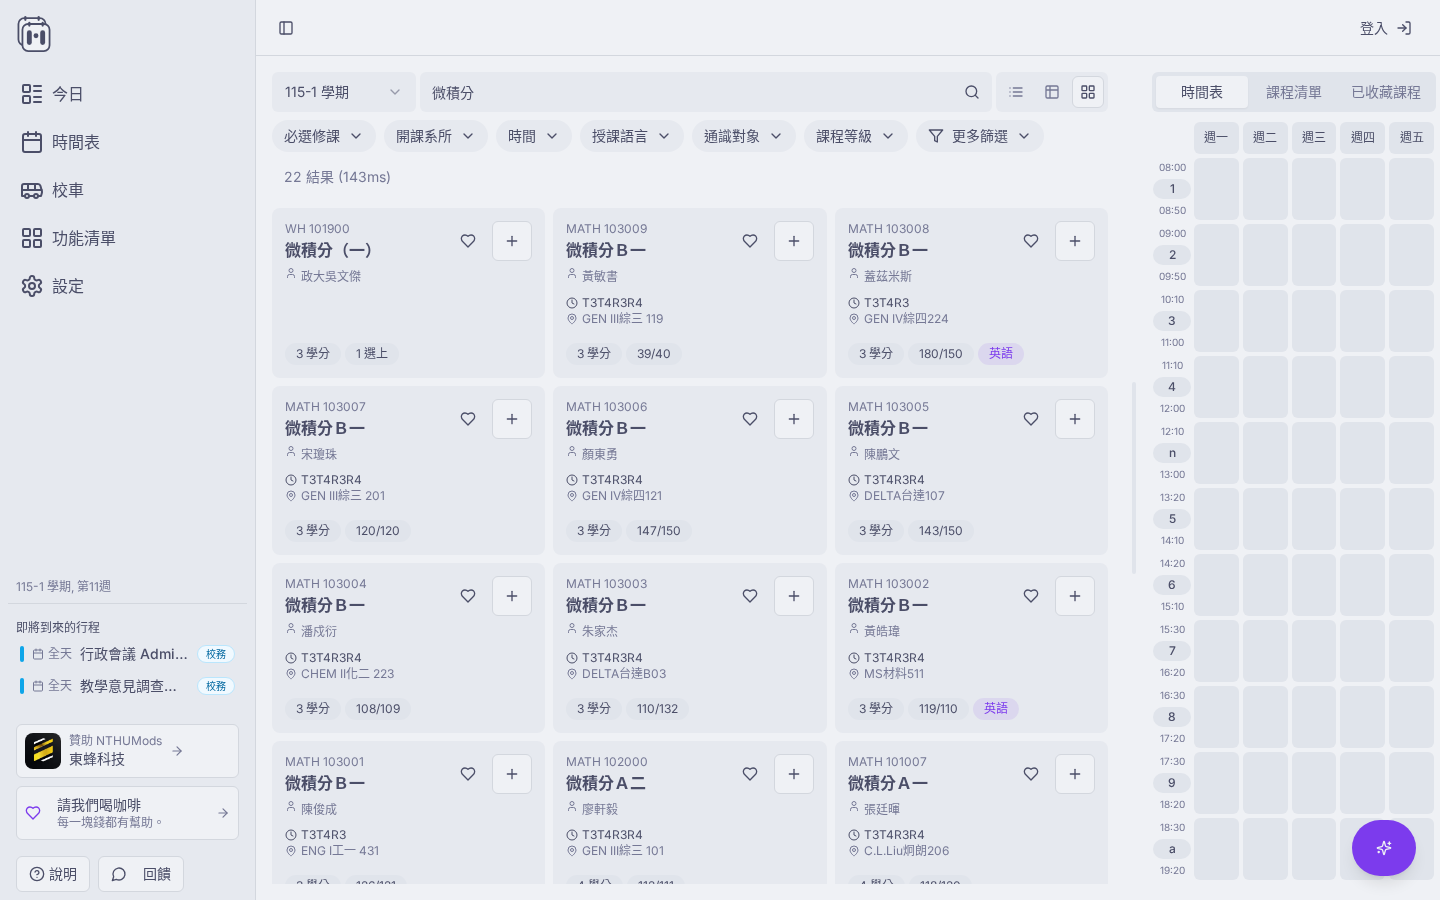 今日
時間表
校車
功能清單
設定
115-1 學期, 第11週
即將到來的行程
全天 行政會議 Admi... 校務
全天 教學意見調查... 校務
贊助 NTHUMods
東蜂科技
請我們喝咖啡
每一塊錢都有幫助。
說明 回饋
登入
115-1 學期 微積分
必選修課 開課系所 時間 授課語言 通識對象 課程等級 更多篩選
22 結果 (143ms)
WH 101900
微積分（一）
政大吳文傑
3 學分 1 選上
MATH 103009
微積分Ｂ一
黃敏書
T3T4R3R4
GEN III綜三 119
3 學分 39/40
MATH 103008
微積分Ｂ一
蓋茲米斯
T3T4R3
GEN IV綜四224
3 學分 180/150 英語
MATH 103007
微積分Ｂ一
宋瓊珠
T3T4R3R4
GEN III綜三 201
3 學分 120/120
MATH 103006
微積分Ｂ一
顏東勇
T3T4R3R4
GEN IV綜四121
3 學分 147/150
MATH 103005
微積分Ｂ一
陳鵬文
T3T4R3R4
DELTA台達107
3 學分 143/150
MATH 103004
微積分Ｂ一
潘戍衍
T3T4R3R4
CHEM II化二 223
3 學分 108/109
MATH 103003
微積分Ｂ一
朱家杰
T3T4R3R4
DELTA台達B03
3 學分 110/132
MATH 103002
微積分Ｂ一
黃皓瑋
T3T4R3R4
MS材料511
3 學分 119/110 英語
MATH 103001
微積分Ｂ一
陳俊成
T3T4R3
ENG I工一 431
MATH 102000
微積分Ａ二
廖軒毅
T3T4R3R4
GEN III綜三 101
MATH 101007
微積分Ａ一
張廷暉
T3T4R3R4
C.L.Liu炯朗206
時間表 課程清單 已收藏課程
週一 週二 週三 週四 週五
08:00
1
08:50
09:00
2
09:50
10:10
3
11:00
11:10
4
12:00
12:10
n
13:00
13:20
5
14:10
14:20
6
15:10
15:30
7
16:20
16:30
8
17:20
17:30
9
18:20
18:30
a
19:20